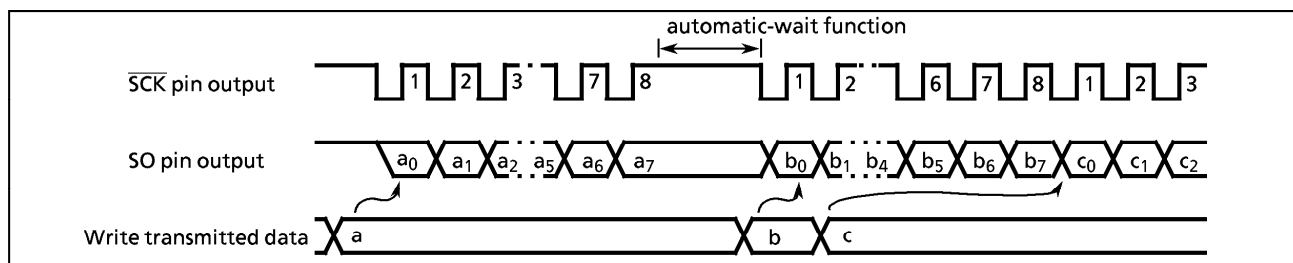 automatic-wait function
SCK pin output 1 2 3 7 8 1 2 6 7 8 1 2 3
SO pin output a0 a1 a2 a5 a6 a7 b0 b1 b4 b5 b6 b7 c0 c1 c2
Write transmitted data a b c